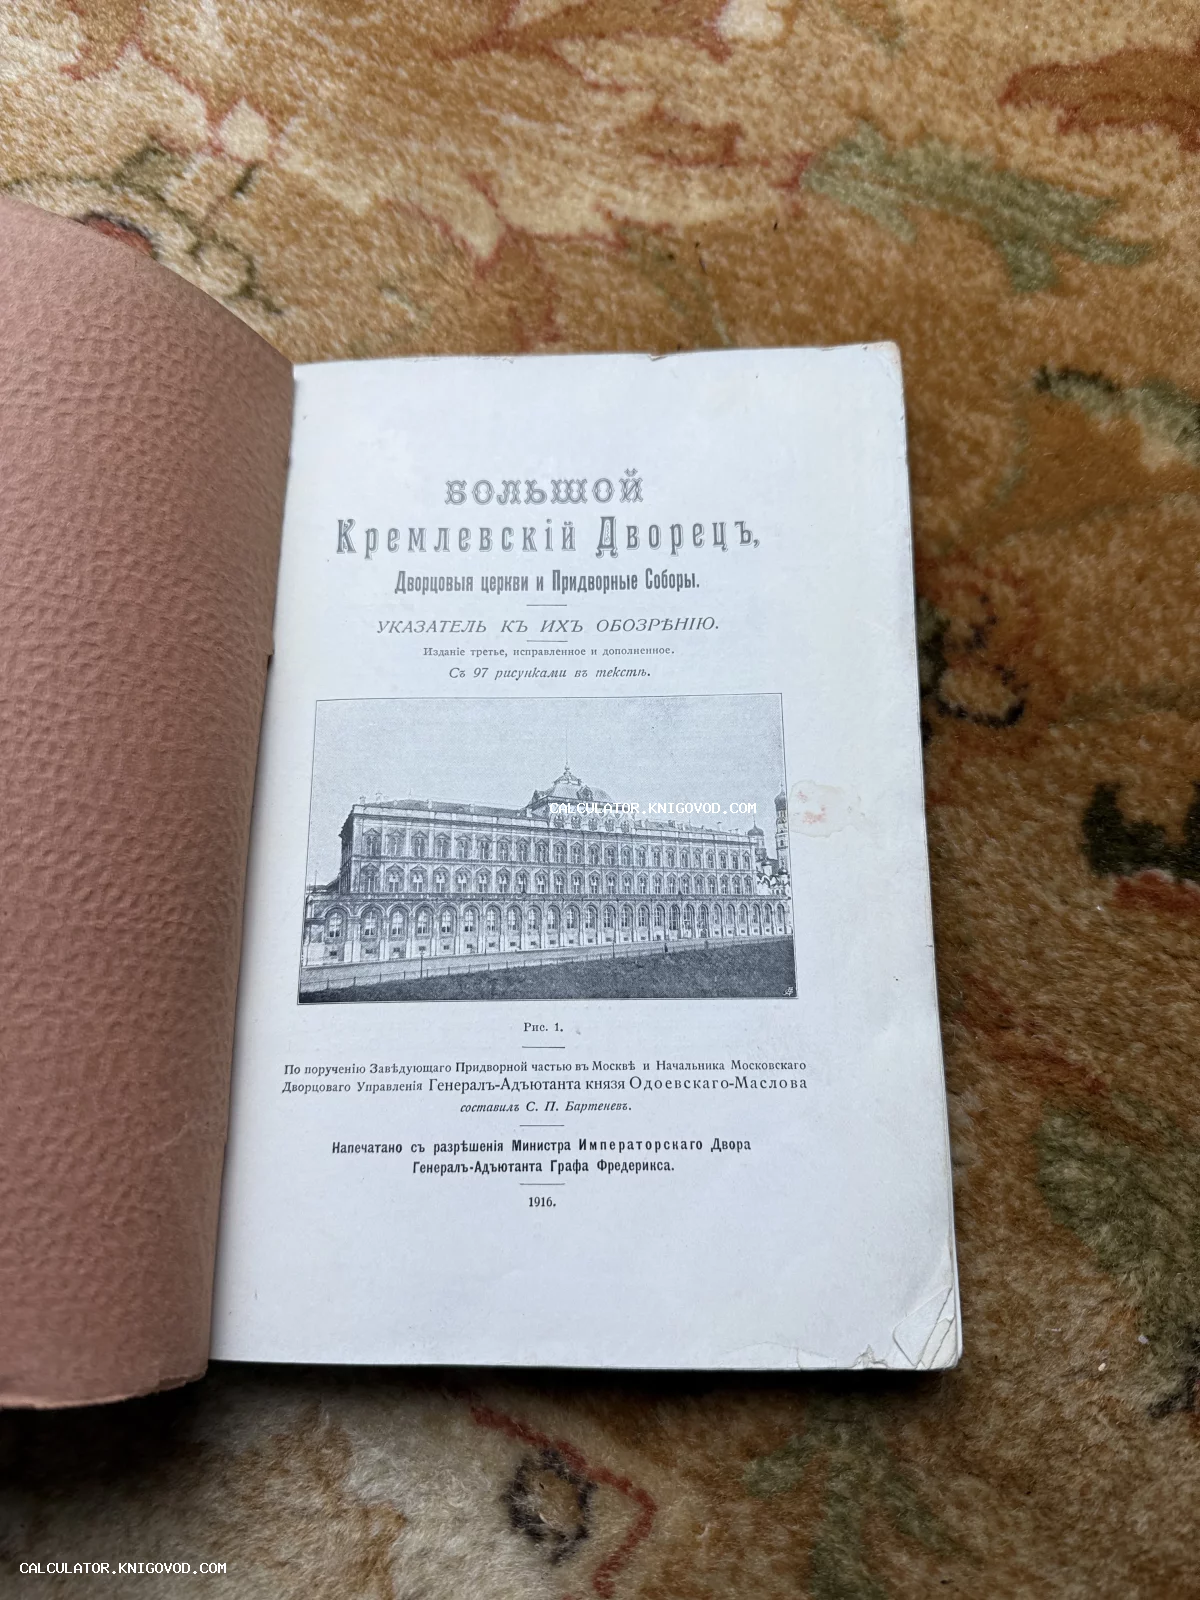 БОЛЬШОЙ
Кремлевскій Дворецъ,
Дворцовыя церкви и Придворные Соборы.
УКАЗАТЕЛЬ КЪ ИХЪ ОБОЗРѢНІЮ.
Изданіе третье, исправленное и дополненное.
Съ 97 рисунками въ текстѣ.
CALCULATOR.KNIGOVOD.COM
Рис. 1.
По порученію Завѣдующаго Придворной частью въ Москвѣ и Начальника Московскаго
Дворцоваго Управленія Генералъ-Адъютанта князя Одоевскаго-Маслова
составилъ С. П. Бартеневъ.
Напечатано съ разрѣшенія Министра Императорскаго Двора
Генералъ-Адъютанта Графа Фредерикса.
1916.
CALCULATOR.KNIGOVOD.COM